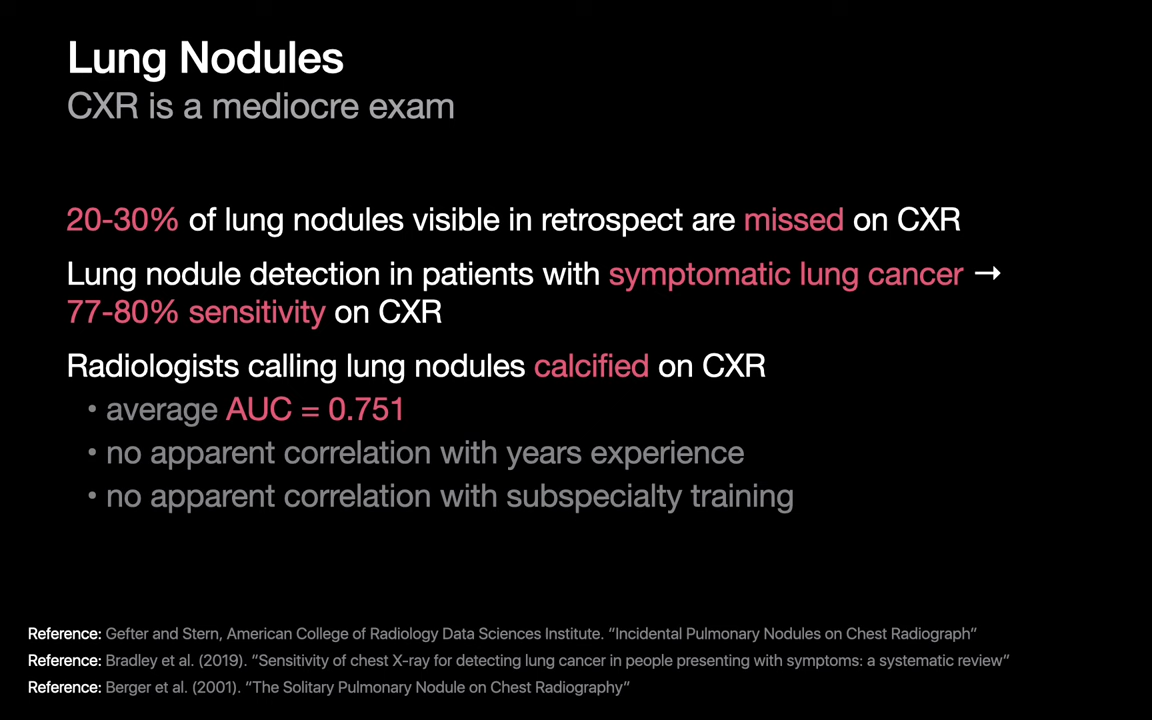 Lung Nodules
CXR is a mediocre exam
20-30% of lung nodules visible in retrospect are missed on CXR
Lung nodule detection in patients with symptomatic lung cancer →
77-80% sensitivity on CXR
Radiologists calling lung nodules calcified on CXR
• average AUC = 0.751
• no apparent correlation with years experience
• no apparent correlation with subspecialty training
Reference: Gefter and Stern, American College of Radiology Data Sciences Institute. “Incidental Pulmonary Nodules on Chest Radiograph”
Reference: Bradley et al. (2019). “Sensitivity of chest X-ray for detecting lung cancer in people presenting with symptoms: a systematic review”
Reference: Berger et al. (2001). “The Solitary Pulmonary Nodule on Chest Radiography”